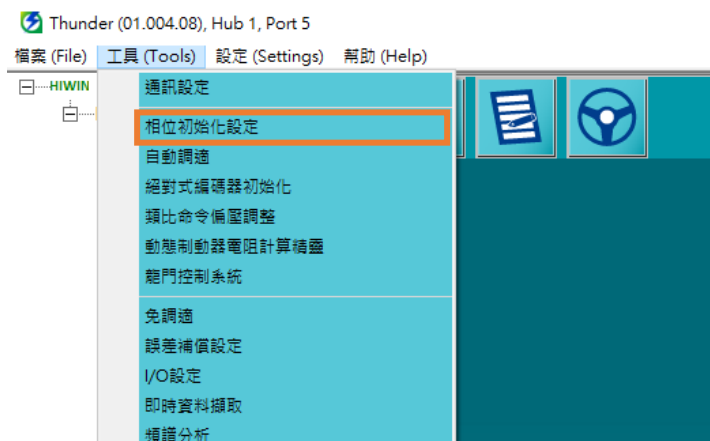 Thunder (01.004.08), Hub 1, Port 5
檔案 (File) 工具 (Tools) 設定 (Settings) 幫助 (Help)
HIWIN
通訊設定
相位初始化設定
自動調適
絕對式編碼器初始化
類比命令偏壓調整
動態制動器電阻計算精靈
龍門控制系統
免調適
誤差補償設定
I/O設定
即時資料擷取
頻譜分析